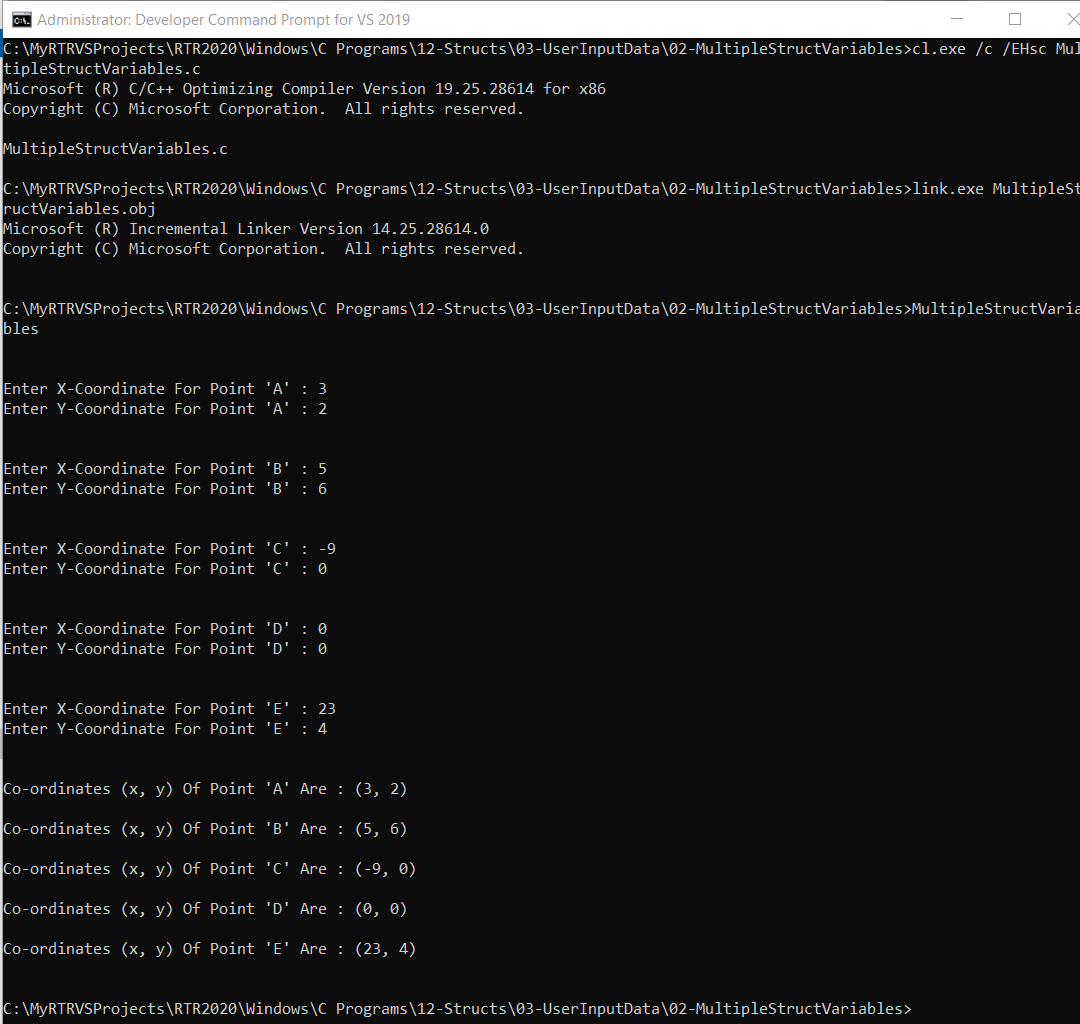 Administrator: Developer Command Prompt for VS 2019
C:\MyRTRVSProjects\RTR2020\Windows\C Programs\12-Structs\03-UserInputData\02-MultipleStructVariables>cl.exe /c /EHsc Mul
tipleStructVariables.c
Microsoft (R) C/C++ Optimizing Compiler Version 19.25.28614 for x86
Copyright (C) Microsoft Corporation.  All rights reserved.
MultipleStructVariables.c
C:\MyRTRVSProjects\RTR2020\Windows\C Programs\12-Structs\03-UserInputData\02-MultipleStructVariables>link.exe MultipleSt
ructVariables.obj
Microsoft (R) Incremental Linker Version 14.25.28614.0
Copyright (C) Microsoft Corporation.  All rights reserved.
C:\MyRTRVSProjects\RTR2020\Windows\C Programs\12-Structs\03-UserInputData\02-MultipleStructVariables>MultipleStructVaria
bles
Enter X-Coordinate For Point 'A' : 3
Enter Y-Coordinate For Point 'A' : 2
Enter X-Coordinate For Point 'B' : 5
Enter Y-Coordinate For Point 'B' : 6
Enter X-Coordinate For Point 'C' : -9
Enter Y-Coordinate For Point 'C' : 0
Enter X-Coordinate For Point 'D' : 0
Enter Y-Coordinate For Point 'D' : 0
Enter X-Coordinate For Point 'E' : 23
Enter Y-Coordinate For Point 'E' : 4
Co-ordinates (x, y) Of Point 'A' Are : (3, 2)
Co-ordinates (x, y) Of Point 'B' Are : (5, 6)
Co-ordinates (x, y) Of Point 'C' Are : (-9, 0)
Co-ordinates (x, y) Of Point 'D' Are : (0, 0)
Co-ordinates (x, y) Of Point 'E' Are : (23, 4)
C:\MyRTRVSProjects\RTR2020\Windows\C Programs\12-Structs\03-UserInputData\02-MultipleStructVariables>